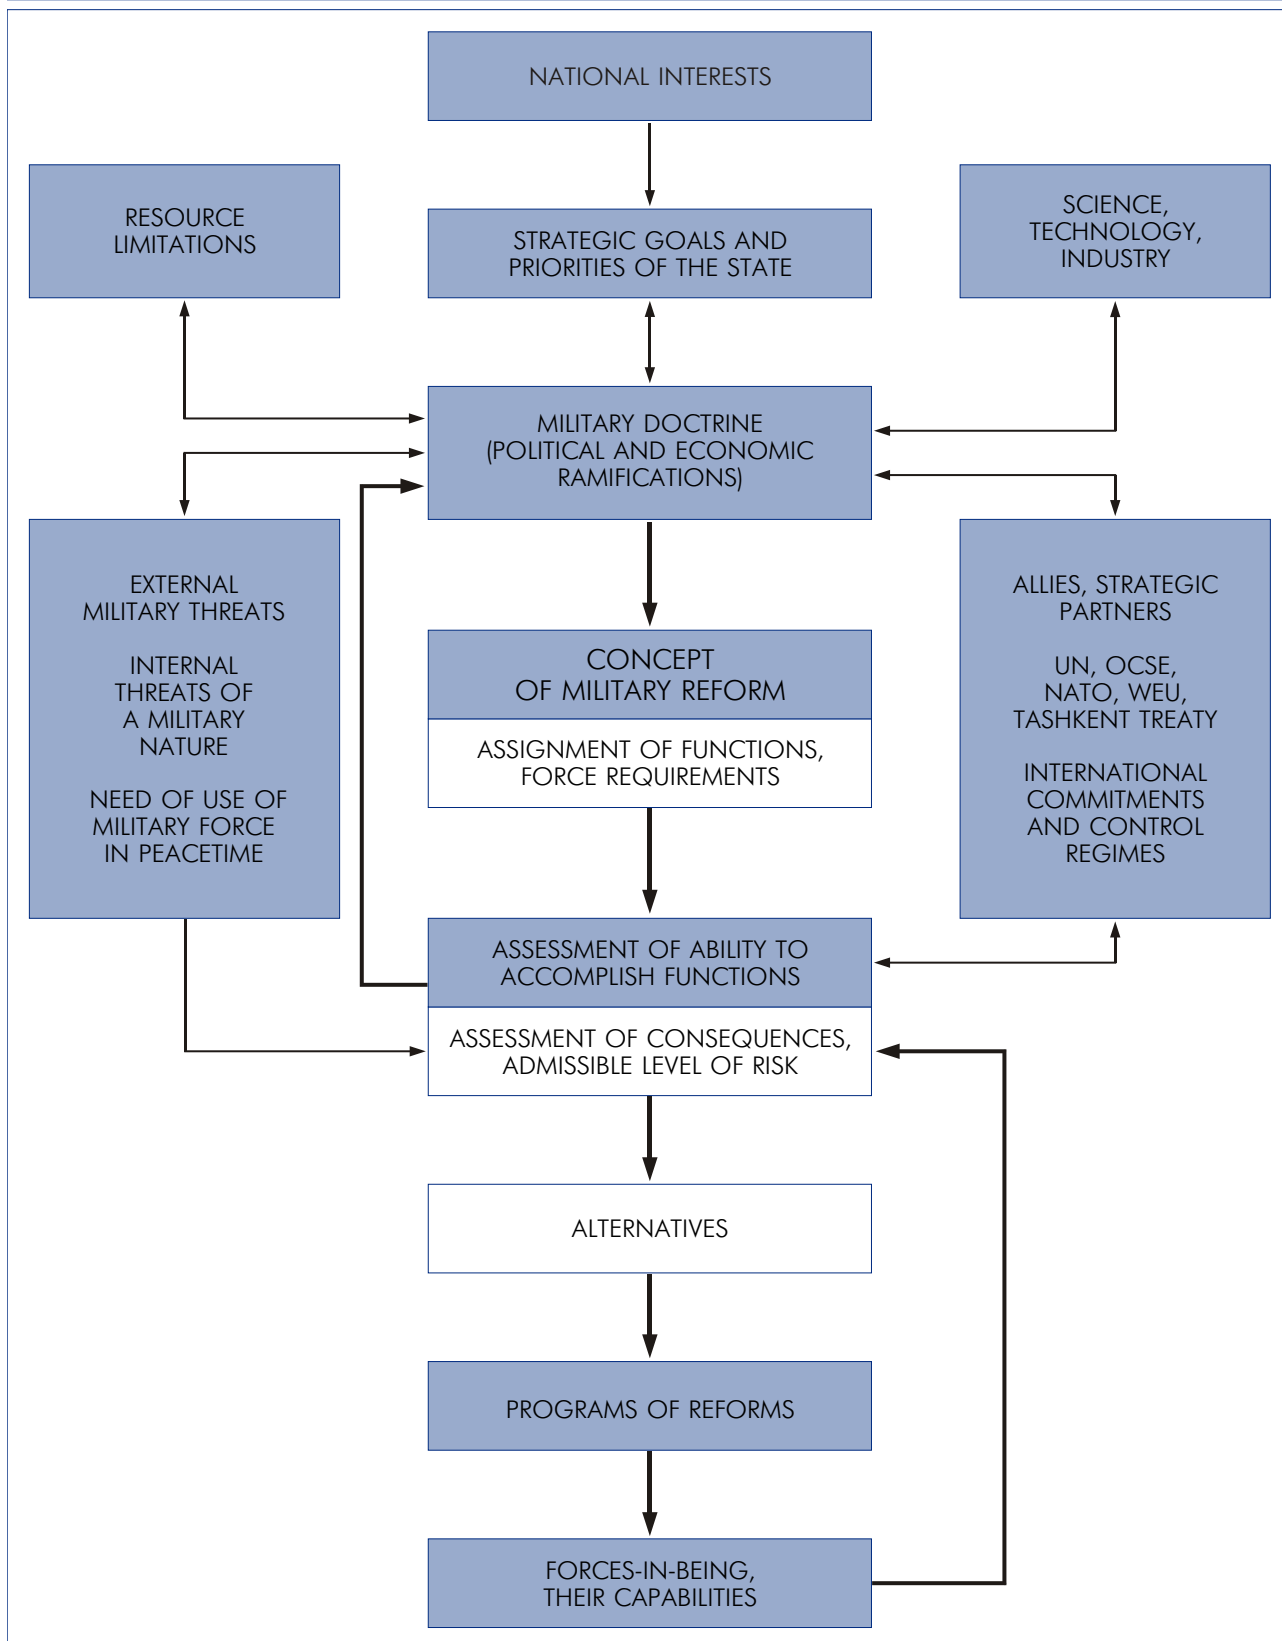 NATIONAL INTERESTS
RESOURCE
LIMITATIONS
STRATEGIC GOALS AND
PRIORITIES OF THE STATE
SCIENCE,
TECHNOLOGY,
INDUSTRY
MILITARY DOCTRINE
(POLITICAL AND ECONOMIC
RAMIFICATIONS)
EXTERNAL
MILITARY THREATS
INTERNAL
THREATS OF
A MILITARY
NATURE
NEED OF USE OF
MILITARY FORCE
IN PEACETIME
CONCEPT
OF MILITARY REFORM
ASSIGNMENT OF FUNCTIONS,
FORCE REQUIREMENTS
ALLIES, STRATEGIC
PARTNERS
UN, OCSE,
NATO, WEU,
TASHKENT TREATY
INTERNATIONAL
COMMITMENTS
AND CONTROL
REGIMES
ASSESSMENT OF ABILITY TO
ACCOMPLISH FUNCTIONS
ASSESSMENT OF CONSEQUENCES,
ADMISSIBLE LEVEL OF RISK
ALTERNATIVES
PROGRAMS OF REFORMS
FORCES-IN-BEING,
THEIR CAPABILITIES